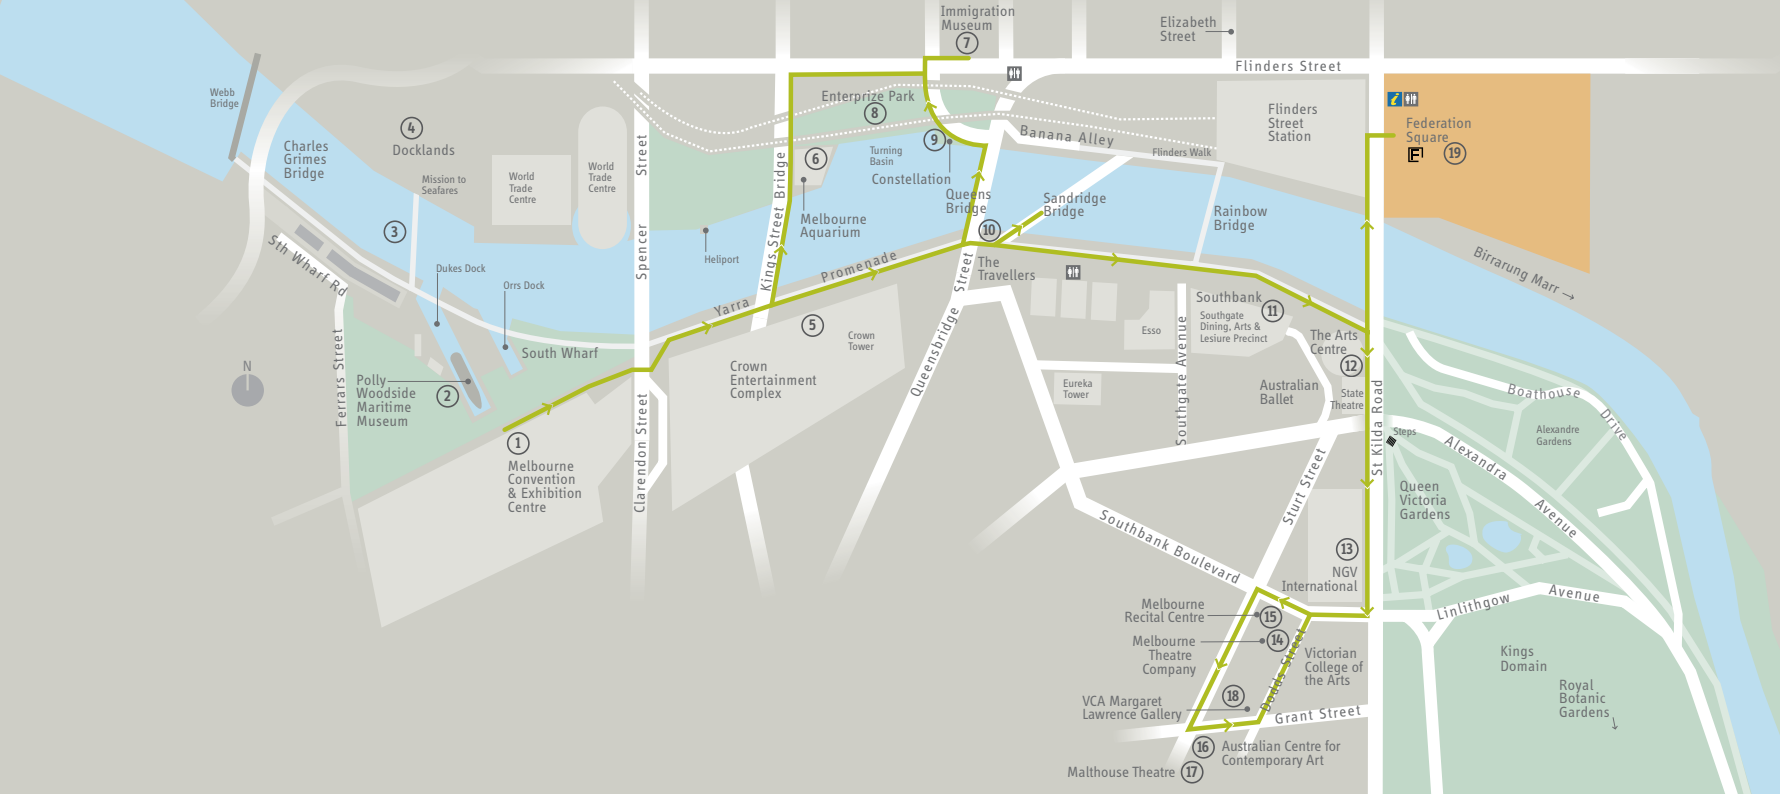 Immigration
Museum
7
Elizabeth
Street
Flinders Street
Webb
Bridge
4
Docklands
Charles
Grimes
Bridge
Mission to
Seafares
World
Trade
Centre
World
Trade
Centre
Spencer Street
3
Sth Wharf Rd
Dukes Dock
Orrs Dock
Heliport
Kings Street Bridge
Enterprize Park
8
6
Melbourne
Aquarium
Turning
Basin
9
Constellation
Queens
Bridge
Banana Alley
Flinders Walk
Sandridge
Bridge
10
The
Travellers
Rainbow
Bridge
Flinders
Street
Station
i
Federation
Square
F
19
Birrarung Marr
Yarra Promenade
5
Crown
Tower
Crown
Entertainment
Complex
South Wharf
Ferrars Street
N
Polly
Woodside
Maritime
Museum
2
1
Melbourne
Convention
& Exhibition
Centre
Clarendon Street
Queensbridge Street
Esso
Eureka
Tower
Southgate Avenue
Southbank
11
Southgate
Dining, Arts &
Lesiure Precinct
The Arts
Centre
12
State
Theatre
Australian
Ballet
St Kilda Road
Steps
Boathouse Drive
Alexandre
Gardens
Alexandra Avenue
Queen
Victoria
Gardens
Sturt Street
Southbank Boulevard
13
NGV
International
Linlithgow Avenue
Melbourne
Recital Centre
15
Melbourne
Theatre
Company
14
Dodds Street
Victorian
College of
the Arts
Kings
Domain
Royal
Botanic
Gardens
VCA Margaret
Lawrence Gallery
18
Grant Street
16
Australian Centre for
Contemporary Art
Malthouse Theatre
17